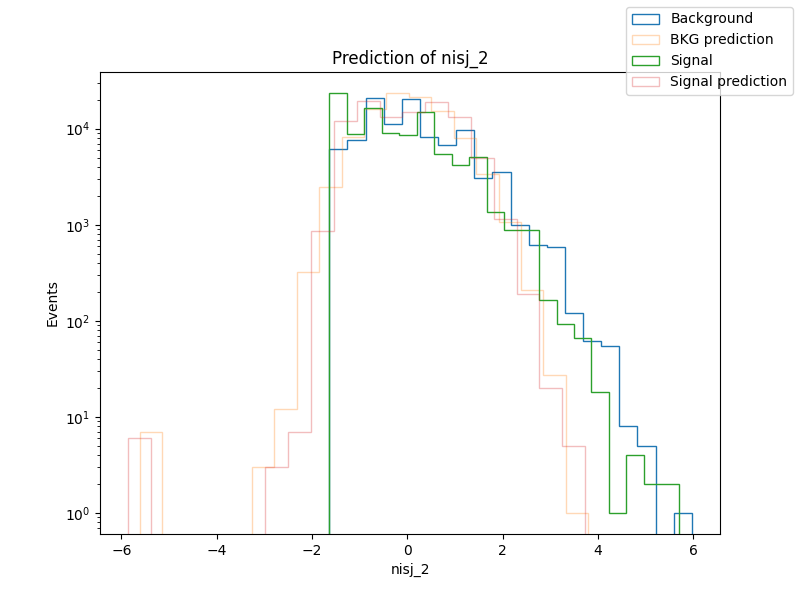 Prediction of nisj_2
Background
BKG prediction
Signal
Signal prediction
Events
10⁴
10³
10²
10¹
10⁰
−6 −4 −2 0 2 4 6
nisj_2